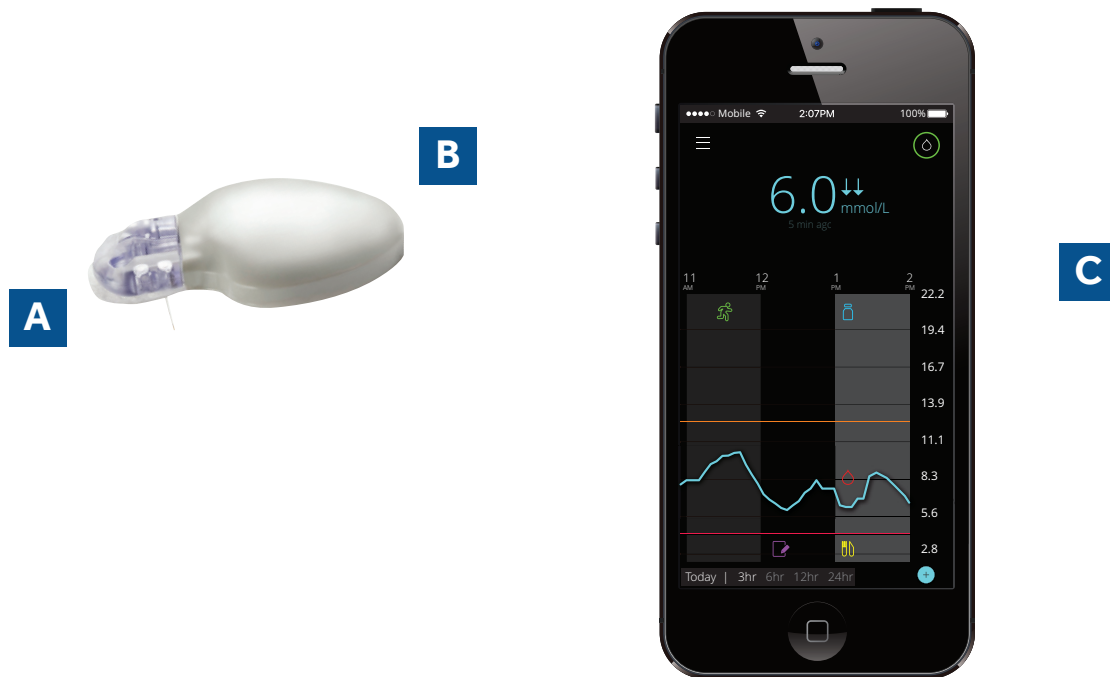 B
A
C
Mobile 2:07PM 100%
6.0
mmol/L
5 min agc
11 12 1 2
AM PM PM PM
22.2
19.4
16.7
13.9
11.1
8.3
5.6
2.8
Today | 3hr 6hr 12hr 24hr